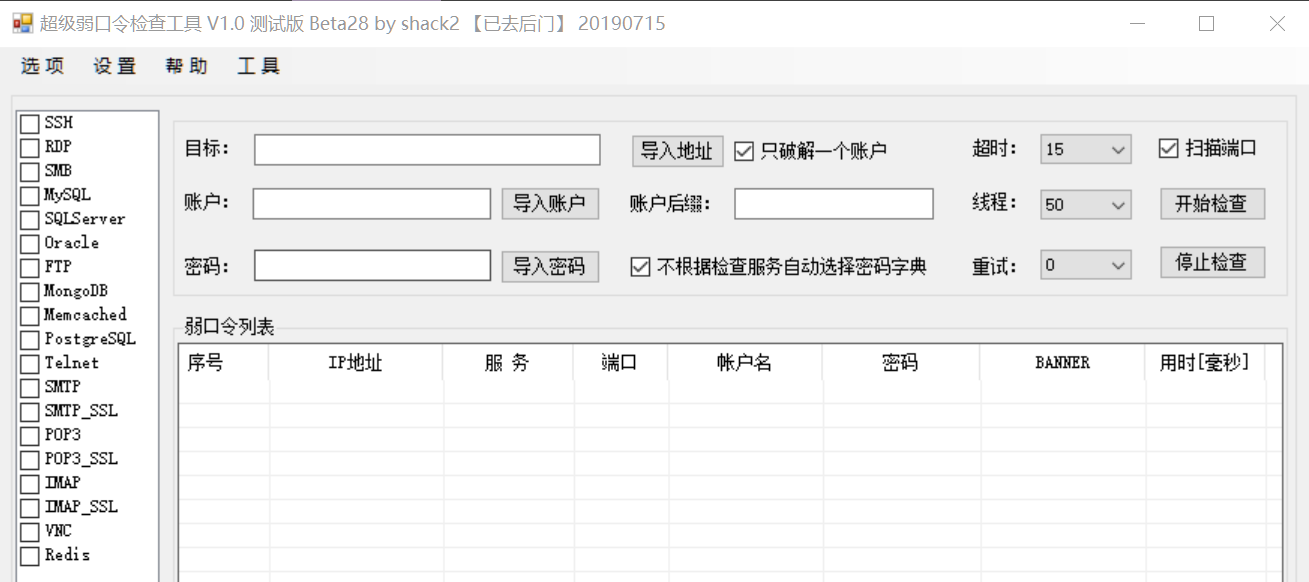 超级弱口令检查工具 V1.0 测试版 Beta28 by shack2 【已去后门】 20190715
选项 设置 帮助 工具
SSH
RDP
SMB
MySQL
SQLServer
Oracle
FTP
MongoDB
Memcached
PostgreSQL
Telnet
SMTP
SMTP_SSL
POP3
POP3_SSL
IMAP
IMAP_SSL
VNC
Redis
目标： 导入地址 只破解一个账户 超时： 15 扫描端口
账户： 导入账户 账户后缀： 线程： 50 开始检查
密码： 导入密码 不根据检查服务自动选择密码字典 重试： 0 停止检查
弱口令列表
序号 IP地址 服 务 端口 帐户名 密码 BANNER 用时[毫秒]